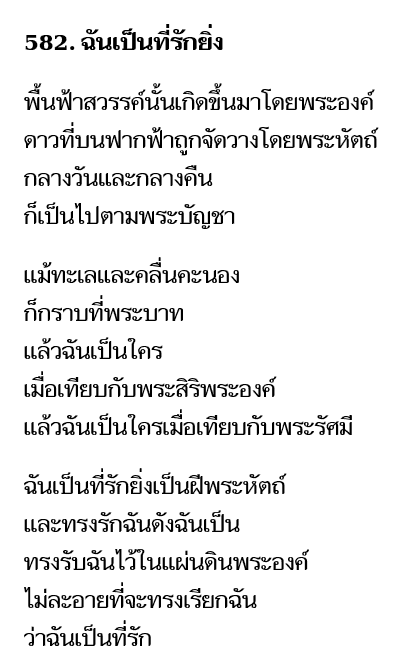 582. ฉันเป็นที่รักยิ่ง
พื้นฟ้าสวรรค์นั้นเกิดขึ้นมาโดยพระองค์
ดาวที่บนฟากฟ้าถูกจัดวางโดยพระหัตถ์
กลางวันและกลางคืน
ก็เป็นไปตามพระบัญชา
แม้ทะเลและคลื่นคะนอง
ก็กราบที่พระบาท
แล้วฉันเป็นใคร
เมื่อเทียบกับพระสิริพระองค์
แล้วฉันเป็นใครเมื่อเทียบกับพระรัศมี
ฉันเป็นที่รักยิ่งเป็นฝีพระหัตถ์
และทรงรักฉันดังฉันเป็น
ทรงรับฉันไว้ในแผ่นดินพระองค์
ไม่ละอายที่จะทรงเรียกฉัน
ว่าฉันเป็นที่รัก